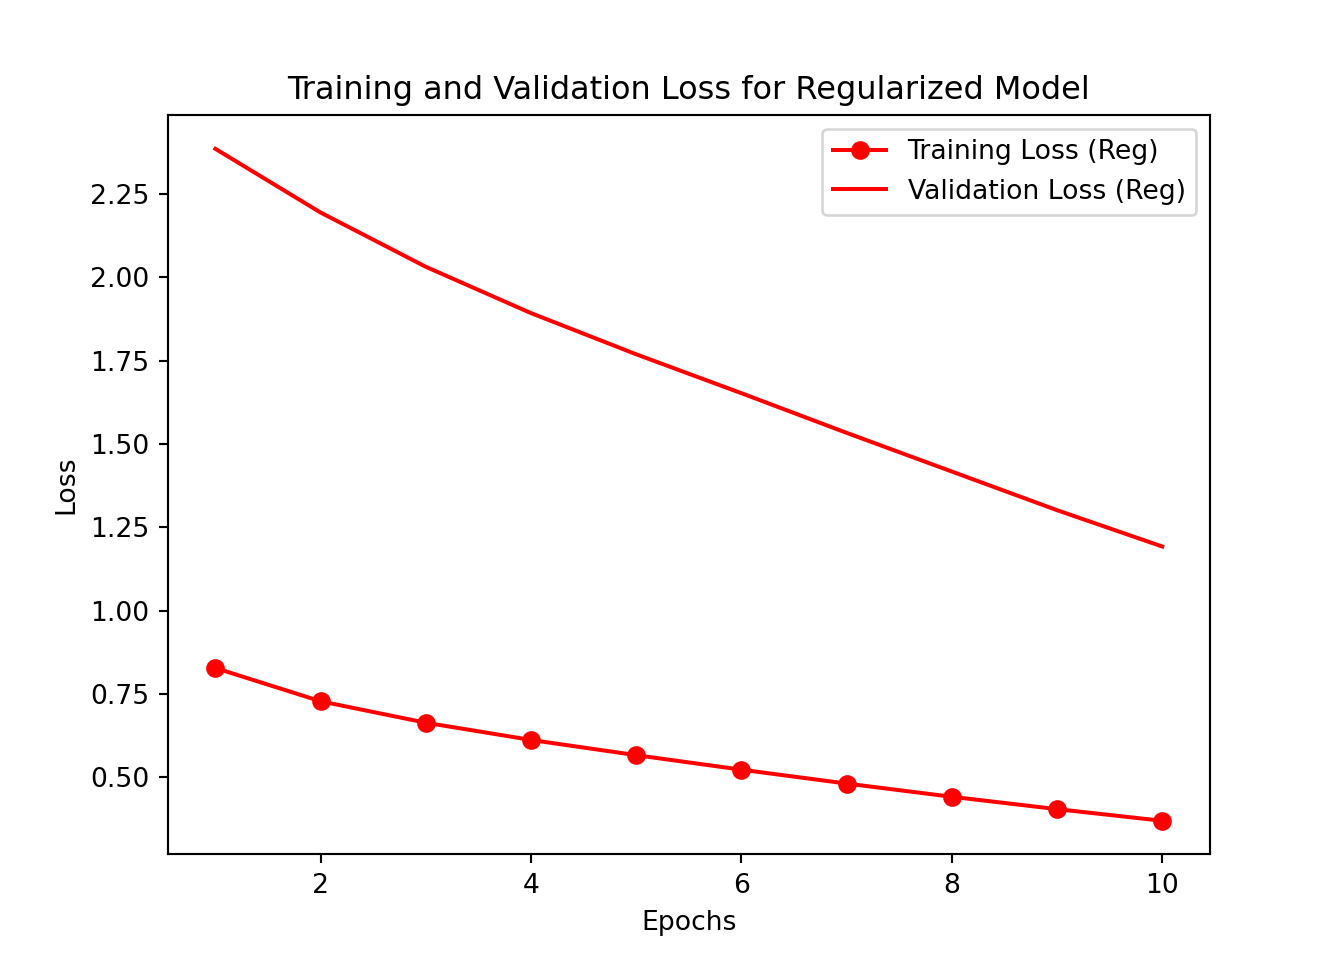 Training and Validation Loss for Regularized Model
Training Loss (Reg)
Validation Loss (Reg)
Loss
2.25
2.00
1.75
1.50
1.25
1.00
0.75
0.50
2 4 6 8 10
Epochs